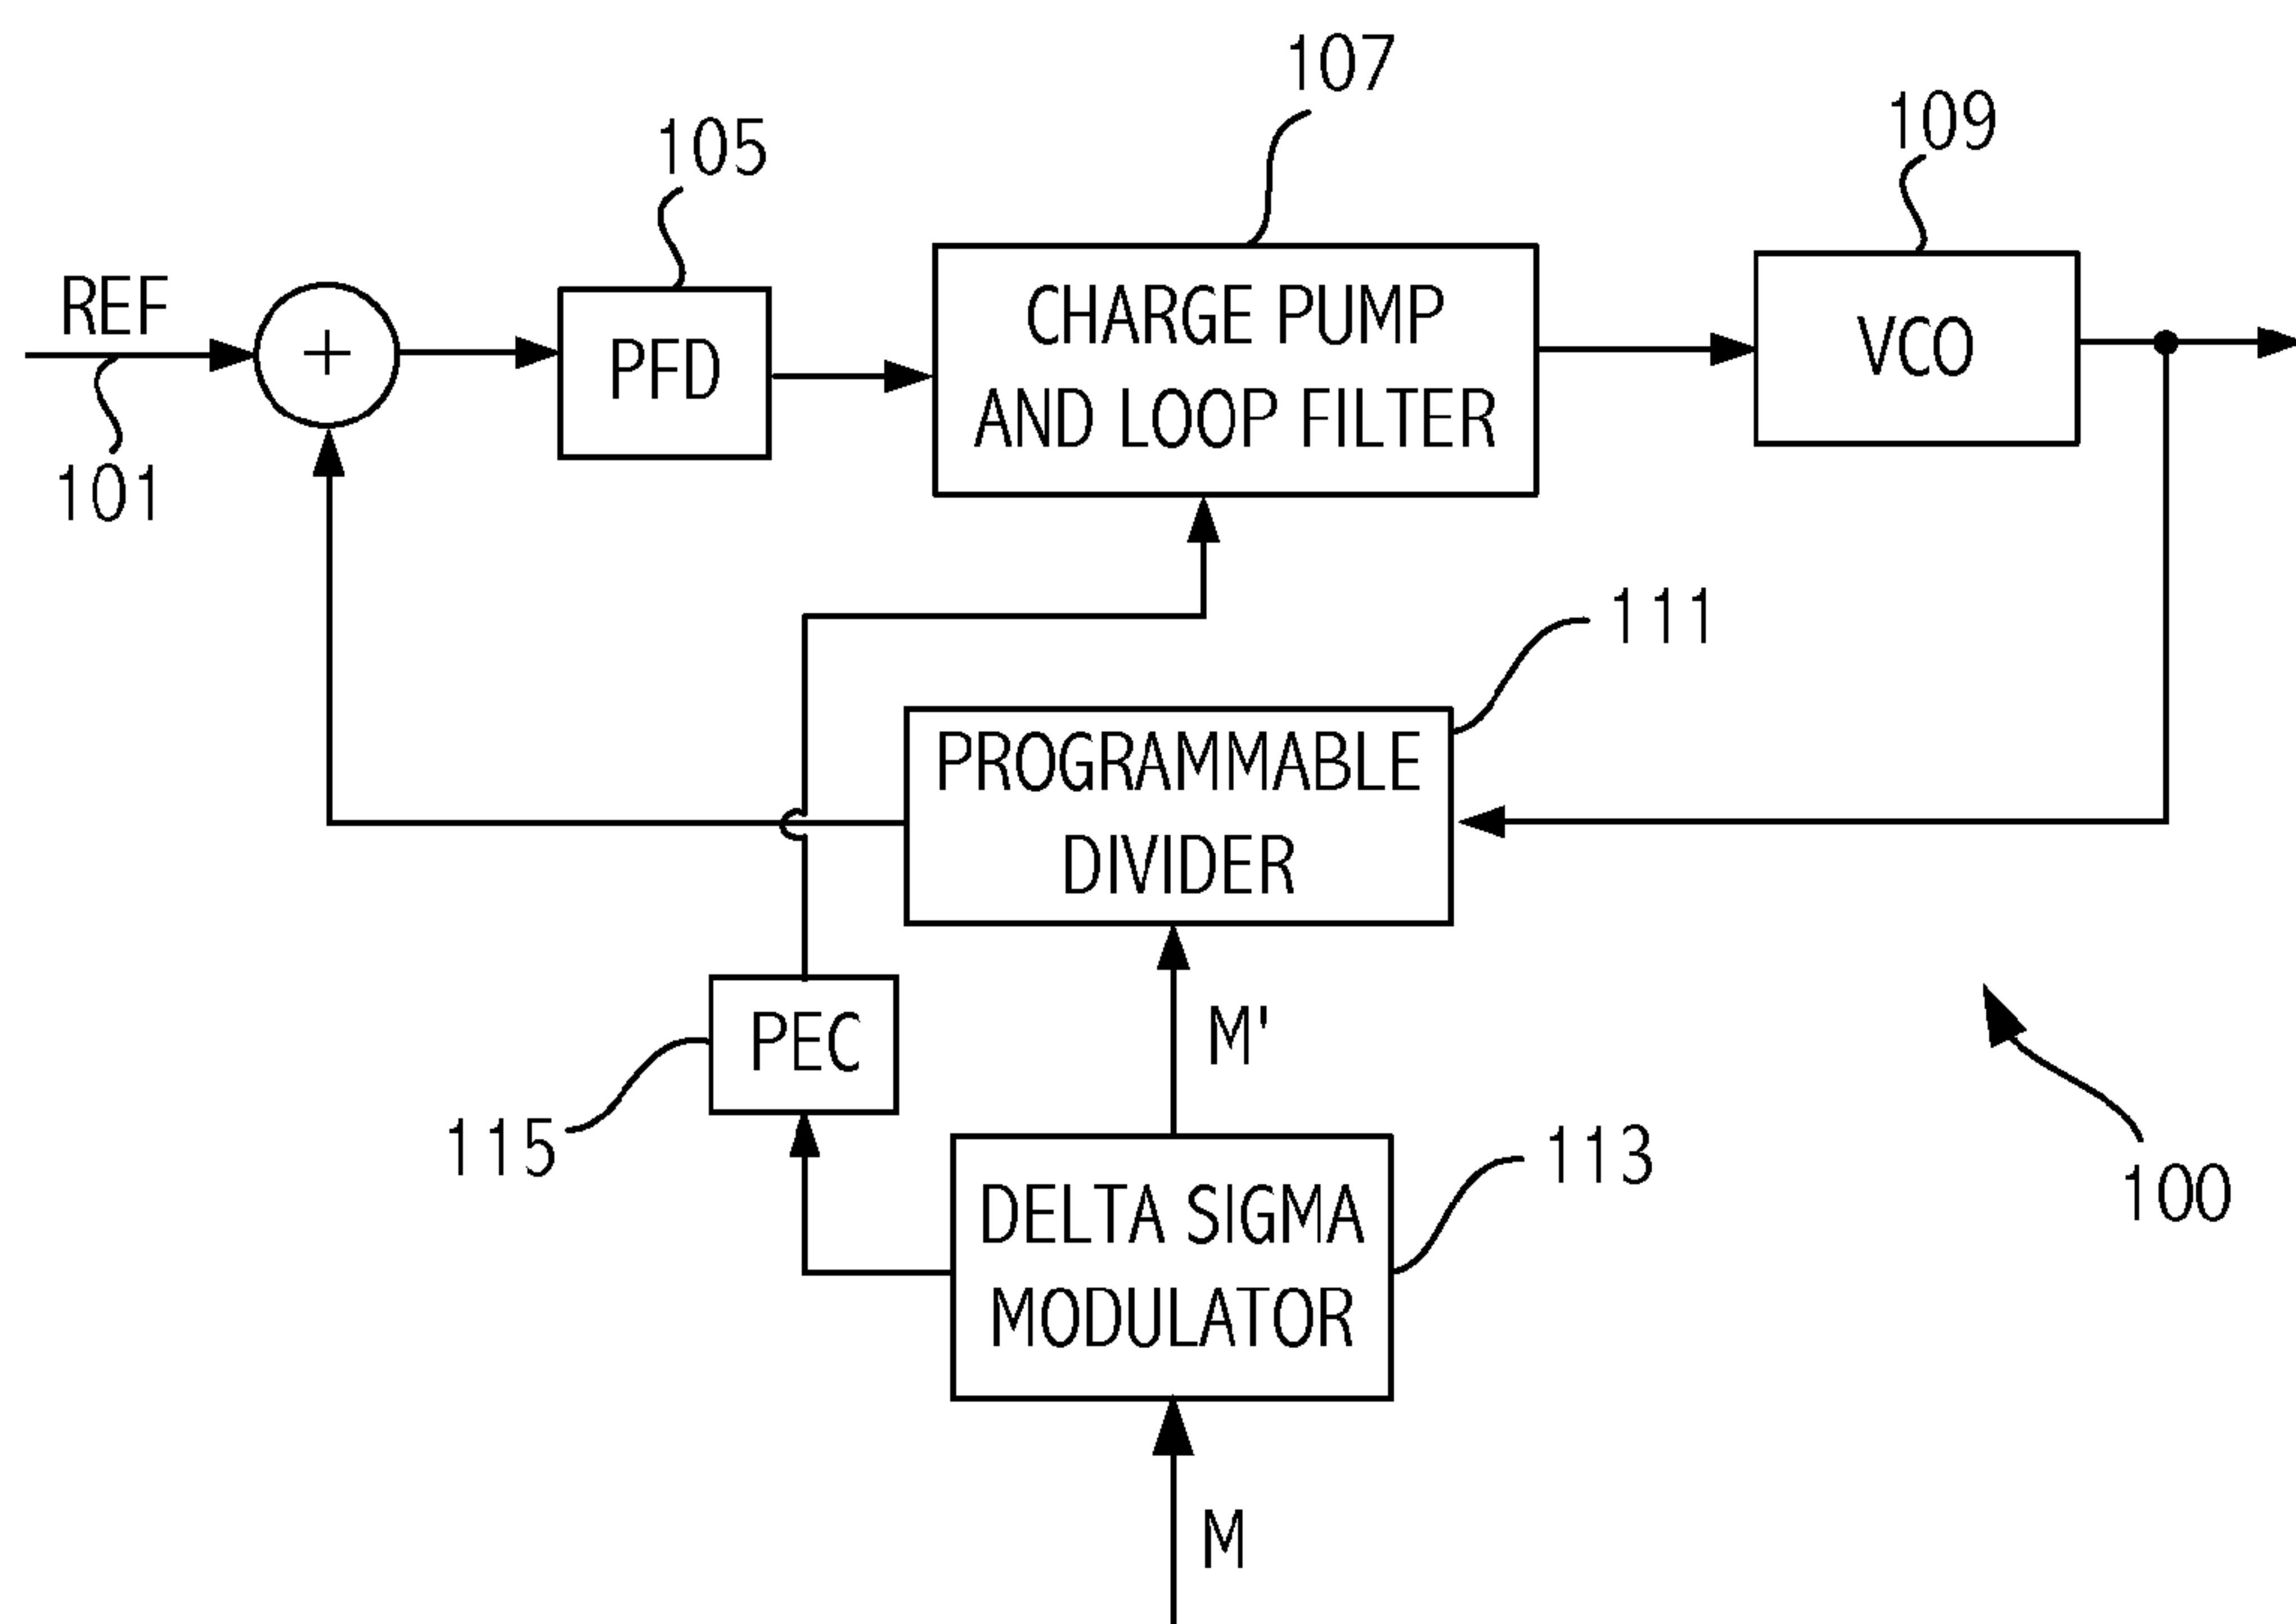 107
109
105
REF
+
PFD
CHARGE PUMP
AND LOOP FILTER
VCO
101
111
PROGRAMMABLE
DIVIDER
PEC
M'
115
113
DELTA SIGMA
MODULATOR
100
M